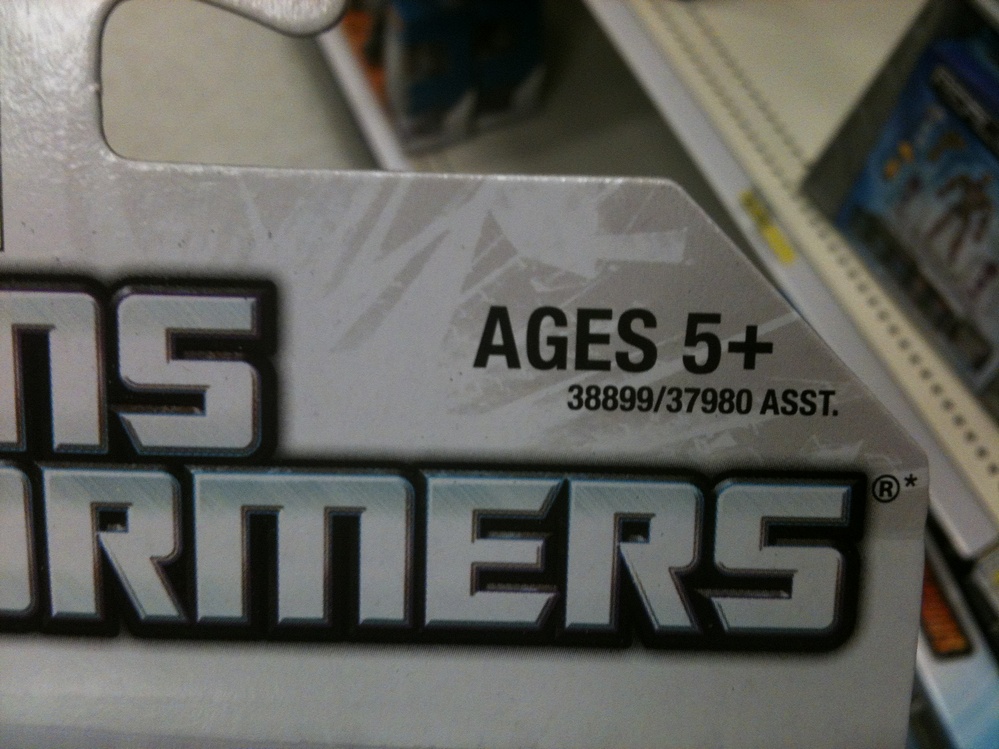 AGES 5+
38899/37980 ASST.
NS
RMERS®*